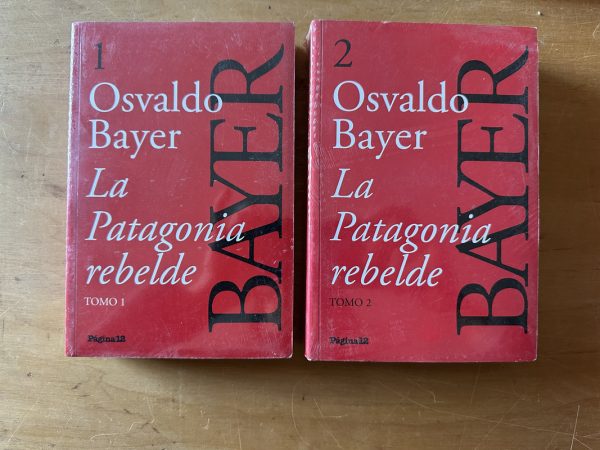 1
Osvaldo
Bayer
La
Patagonia
rebelde
TOMO 1
Página12
BAYER
2
Osvaldo
Bayer
La
Patagonia
rebelde
TOMO 2
Página12
BAYER